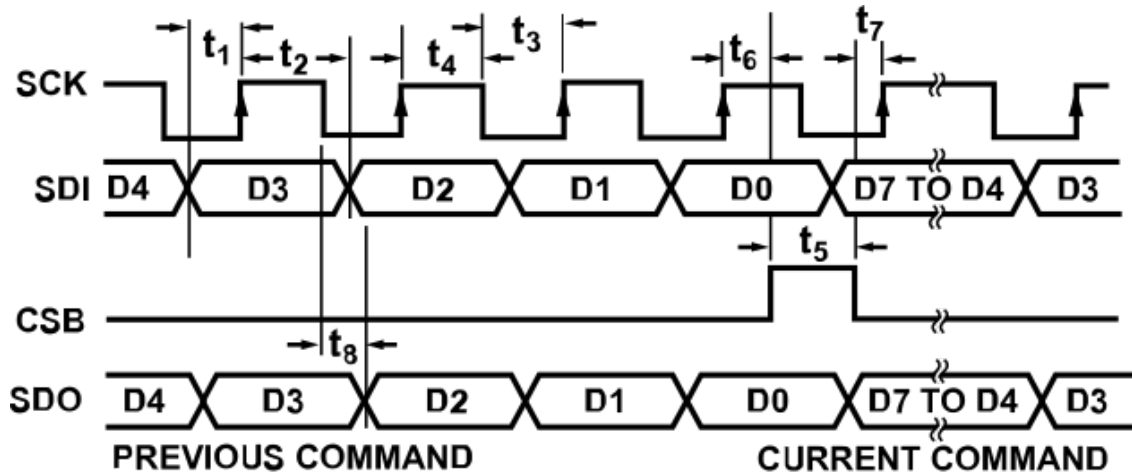 t1 t2 t4 t3 t6 t7
SCK
SDI D4 D3 D2 D1 D0 D7 TO D4 D3
t5
CSB
t8
SDO D4 D3 D2 D1 D0 D7 TO D4 D3
PREVIOUS COMMAND CURRENT COMMAND